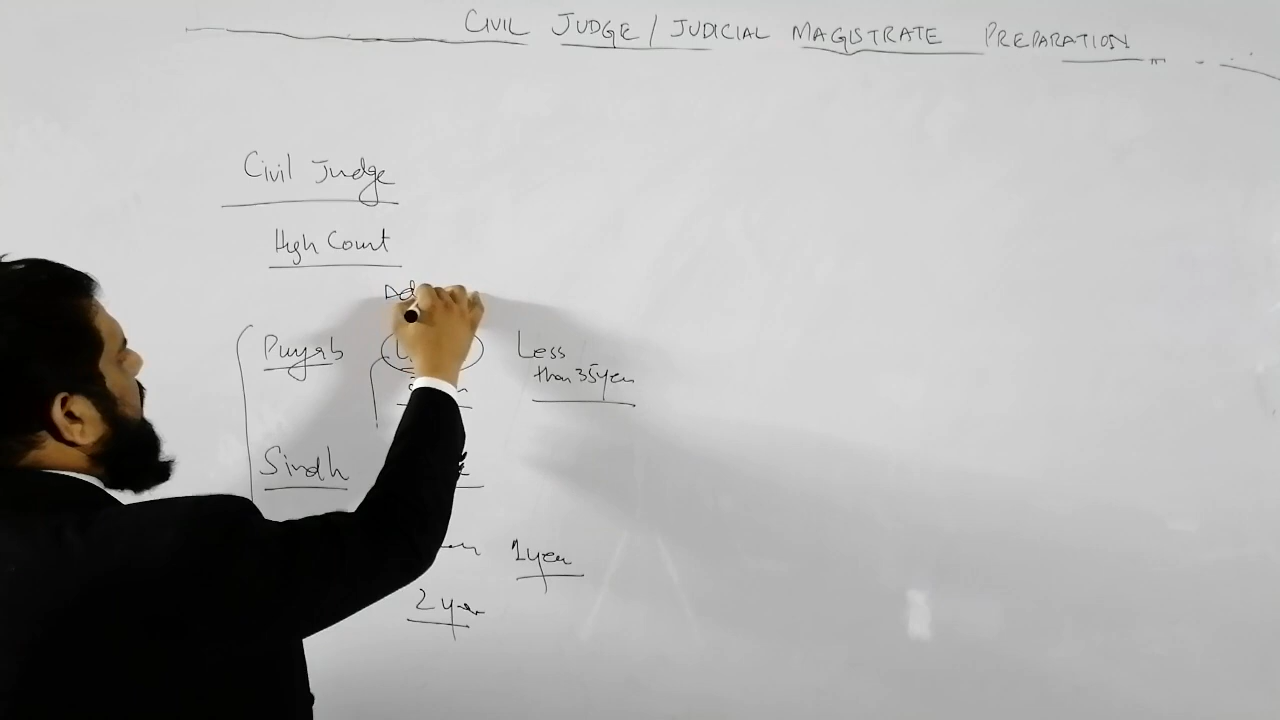 CIVIL JUDGE / JUDICIAL MAGISTRATE PREPARATION
Civil Judge
High Court
Ad
Punjab
Less
than 35 year
Sindh
1 year
2 year